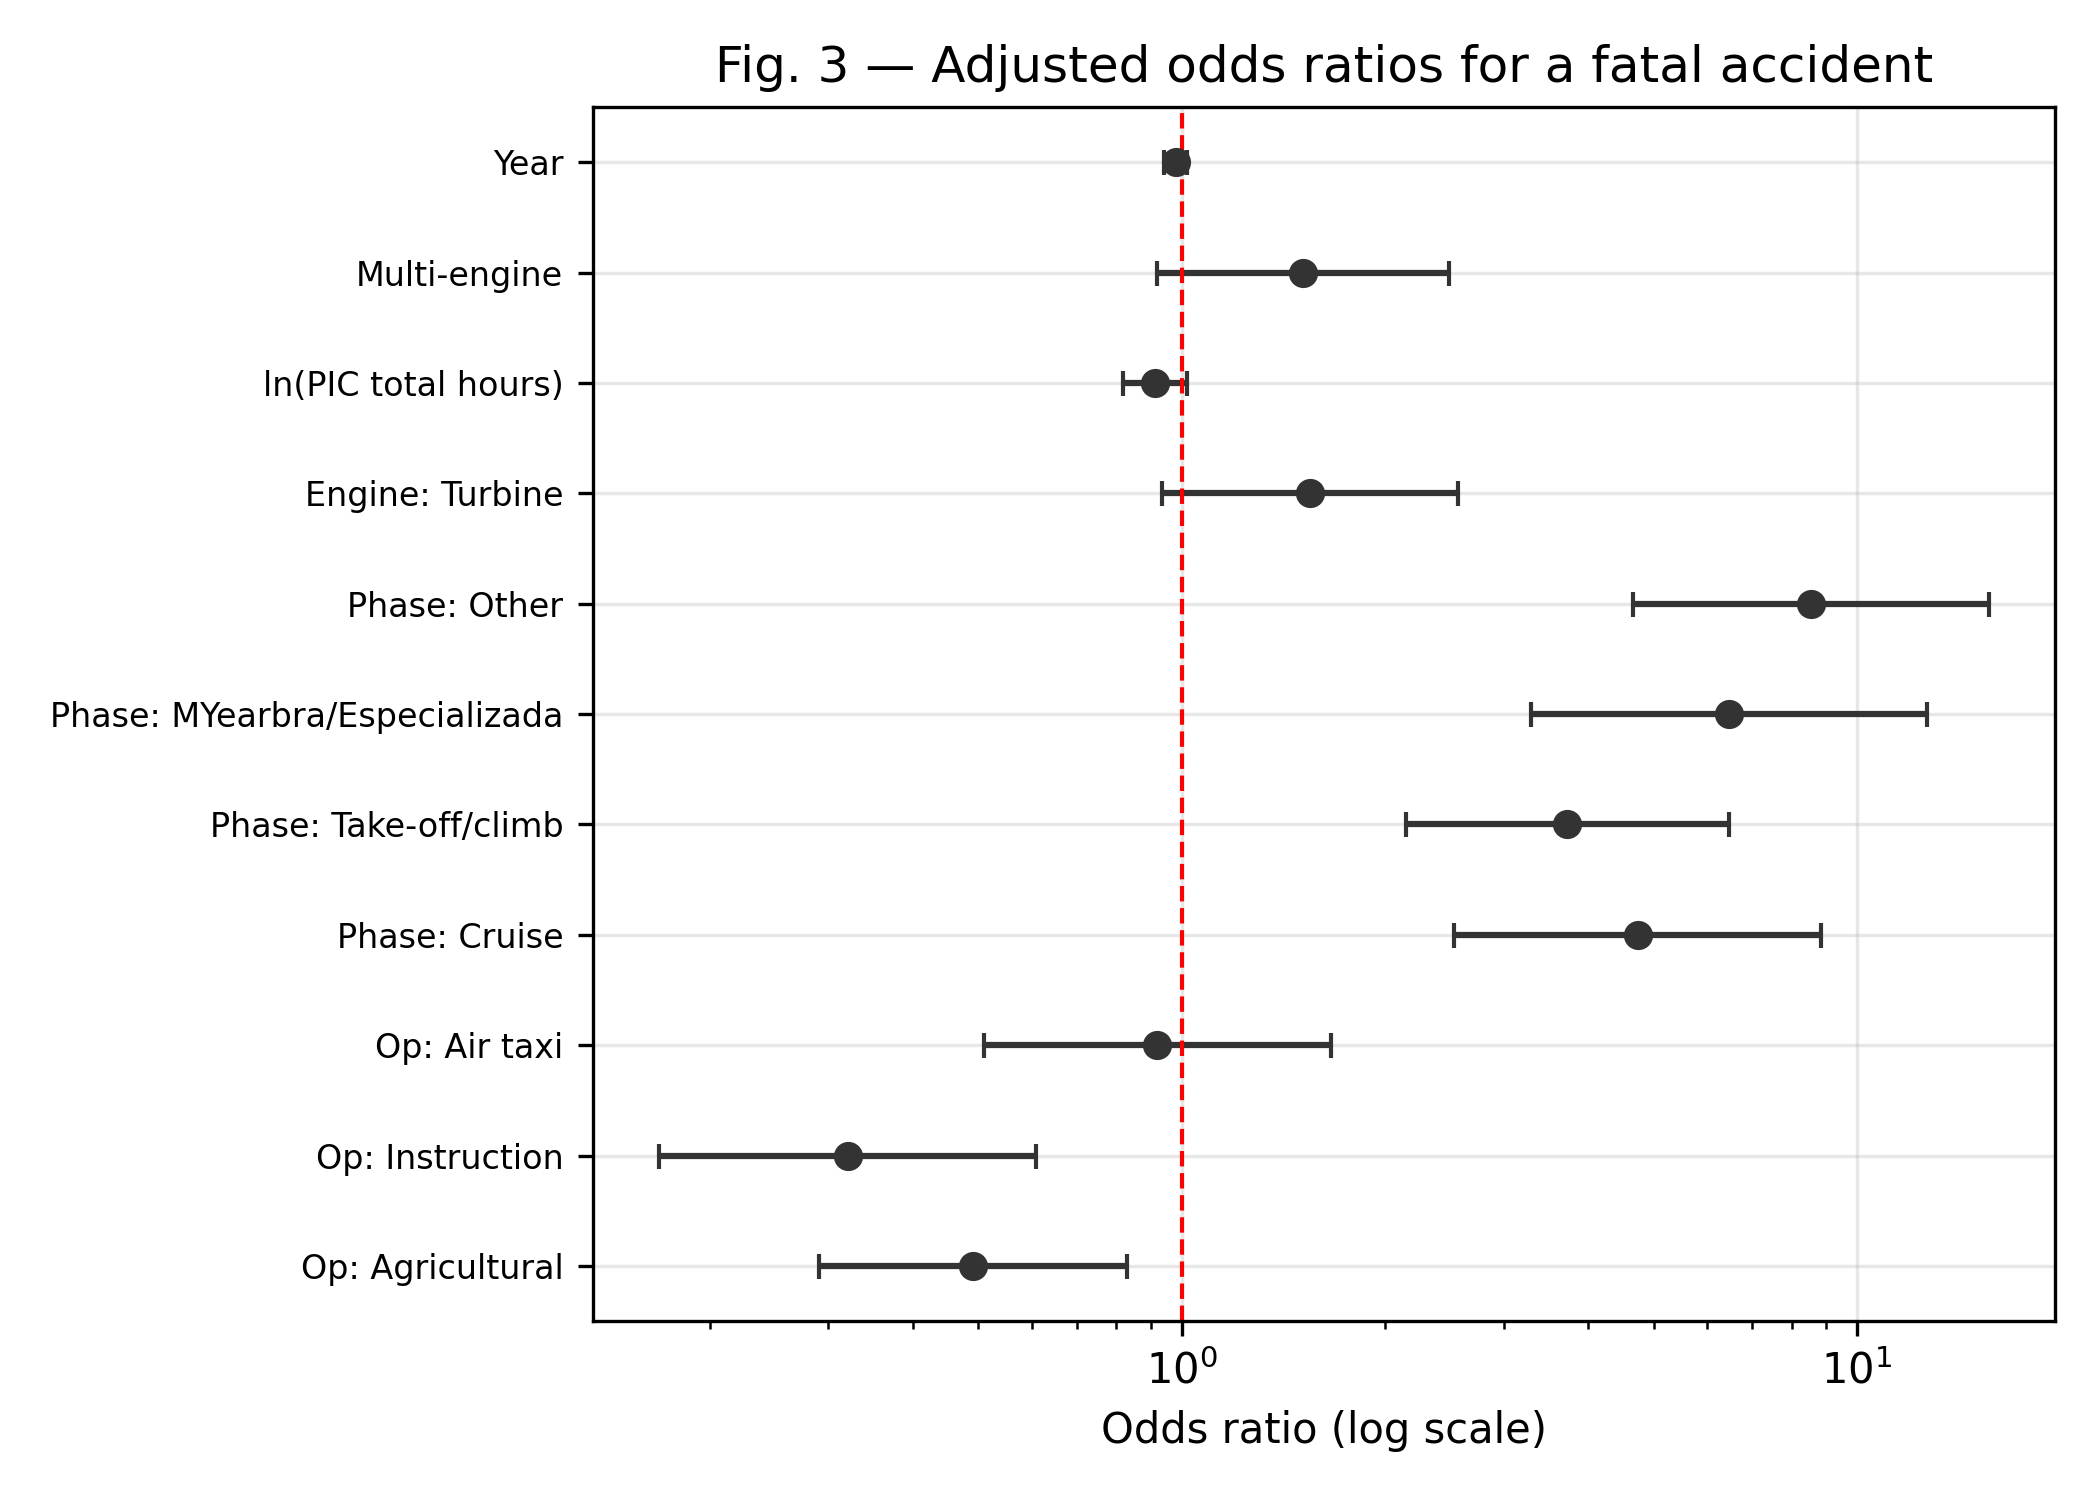 Fig. 3 — Adjusted odds ratios for a fatal accident
Year
Multi-engine
ln(PIC total hours)
Engine: Turbine
Phase: Other
Phase: MYearbra/Especializada
Phase: Take-off/climb
Phase: Cruise
Op: Air taxi
Op: Instruction
Op: Agricultural
10⁰ 10¹
Odds ratio (log scale)